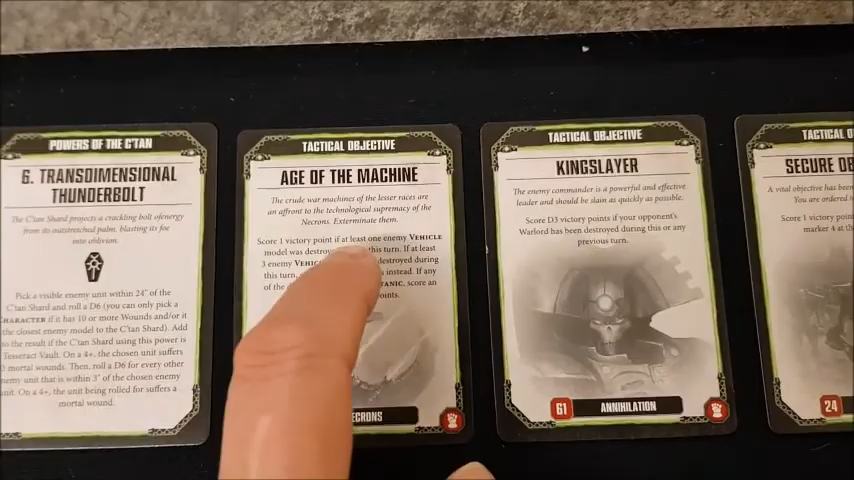 POWERS OF THE C'TAN
6. TRANSDIMENSIONAL
THUNDERBOLT
The C'tan Shard projects a crackling bolt of energy
from its outstretched palm, blasting its foe
into oblivion.
Pick a visible enemy unit within 24" of the
C'tan Shard and roll a D6 (you can only pick a
CHARACTER if it has 10 or more Wounds and/or it
the closest enemy model to the C'tan Shard). Add
to the result if the C'tan Shard using this power is
Tesseract Vault. On a 4+, the chosen unit suffers
mortal wounds. Then, roll a D6 for every other
enemy unit that is within 3" of the chosen enemy
unit. On a 4+, the unit being rolled for suffers a
mortal wound.
TACTICAL OBJECTIVE
AGE OF THE MACHINE
The crude war machines of the lesser races are
an affront to the technological supremacy of the
Necrons. Exterminate them.
Score 1 victory point if at least one enemy VEHICLE
model was destroyed this turn. If at least
3 enemy destroyed during
this turn, instead. If any
of the TITANIC, score an
points.
NECRONS
TACTICAL OBJECTIVE
KINGSLAYER
The enemy commander is a powerful and effective
leader and should be slain as quickly as possible.
Score D3 victory points if your opponent's
Warlord has been destroyed during this or any
previous turn.
61
ANNIHILATION
TACTICAL
SECURE
A vital objective has been
You are ordered
Score 1 victory
marker 4 at the
24